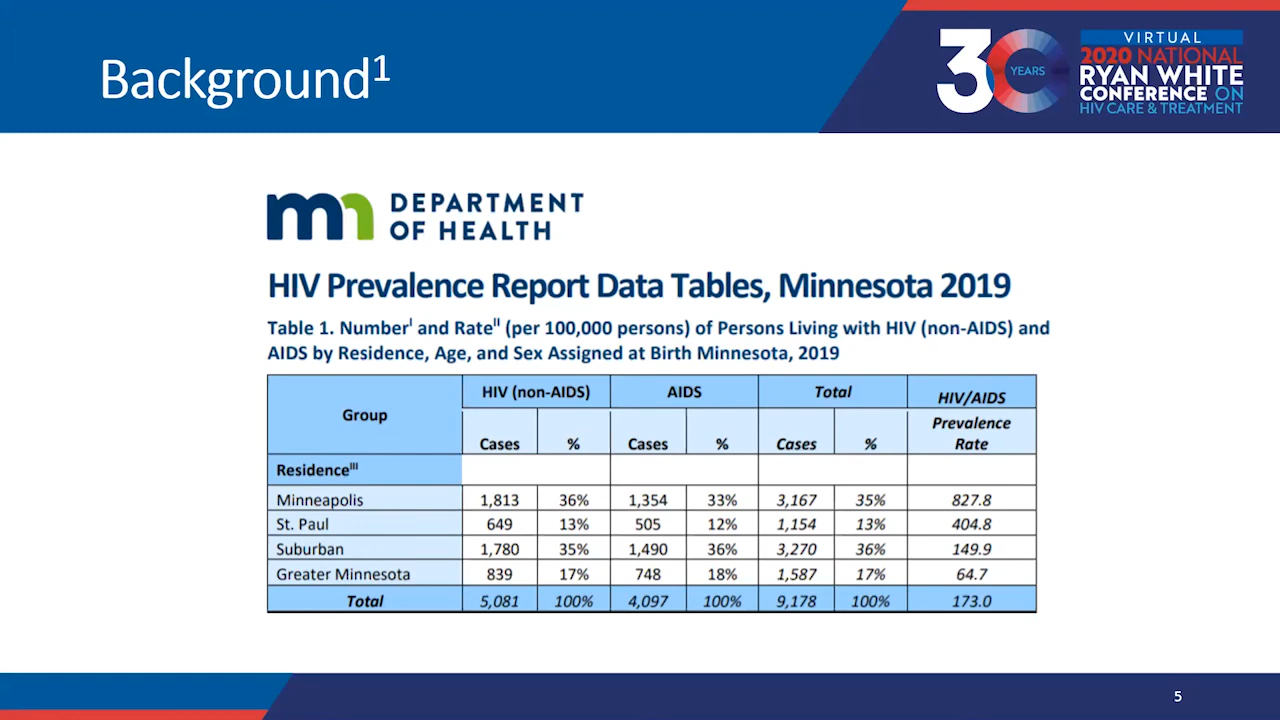 Background¹
30 YEARS
VIRTUAL
2020 NATIONAL
RYAN WHITE
CONFERENCE ON
HIV CARE & TREATMENT
mn DEPARTMENT
OF HEALTH
HIV Prevalence Report Data Tables, Minnesota 2019
Table 1. Numberᴵ and Rateᴵᴵ (per 100,000 persons) of Persons Living with HIV (non-AIDS) and
AIDS by Residence, Age, and Sex Assigned at Birth Minnesota, 2019
Group HIV (non-AIDS) AIDS Total HIV/AIDS
Cases % Cases % Cases % Prevalence
Rate
Residenceᴵᴵᴵ
Minneapolis 1,813 36% 1,354 33% 3,167 35% 827.8
St. Paul 649 13% 505 12% 1,154 13% 404.8
Suburban 1,780 35% 1,490 36% 3,270 36% 149.9
Greater Minnesota 839 17% 748 18% 1,587 17% 64.7
Total 5,081 100% 4,097 100% 9,178 100% 173.0
5